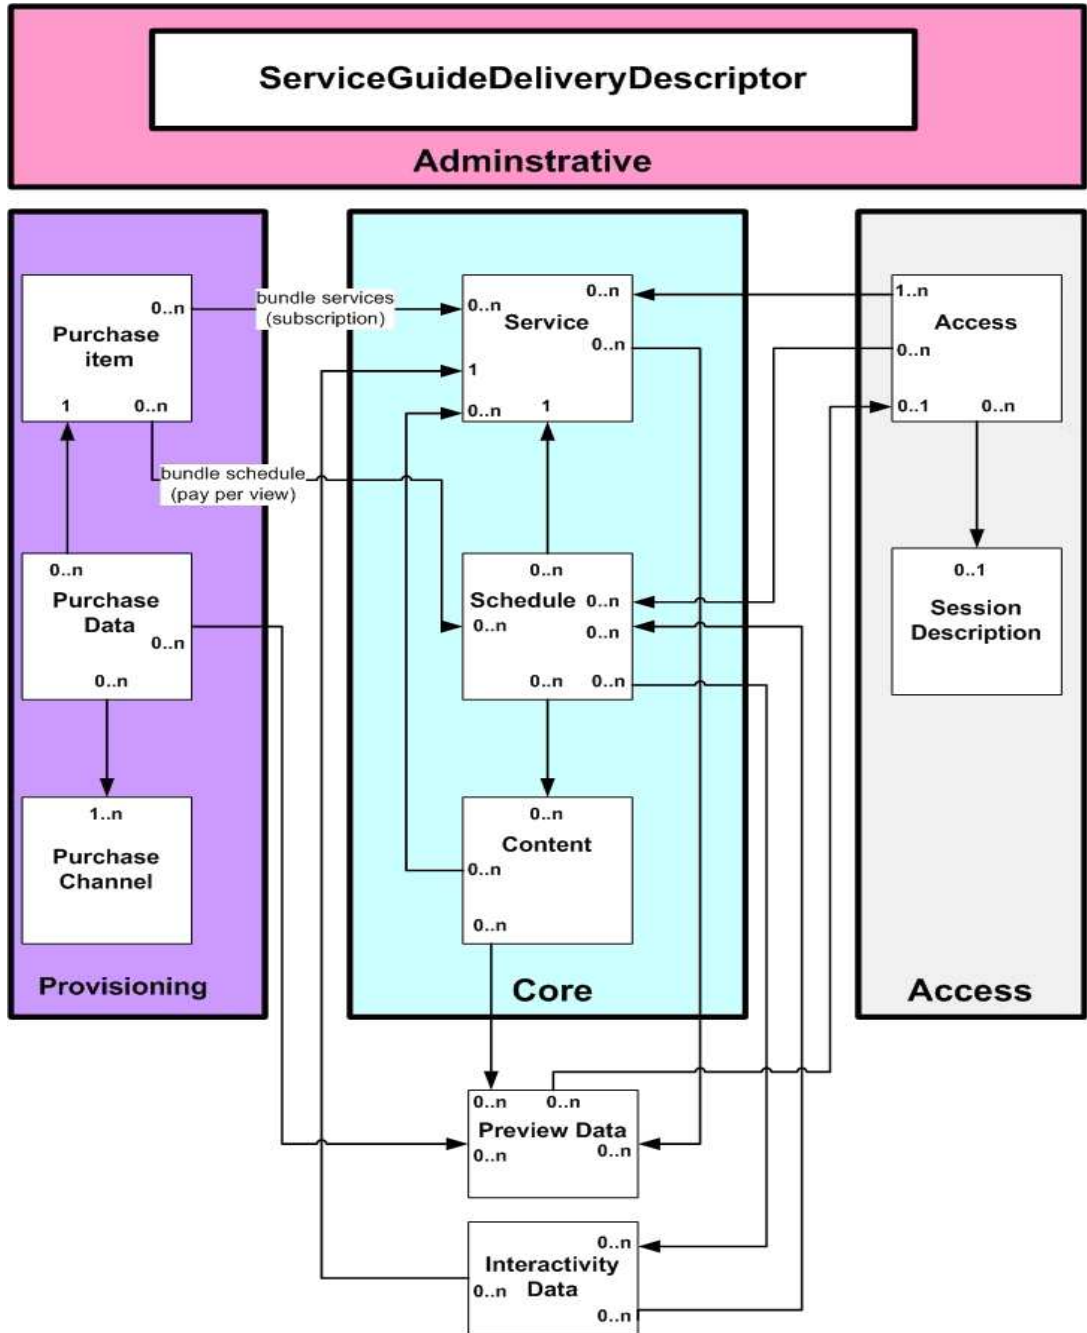 ServiceGuideDeliveryDescriptor
Adminstrative
0..n
Purchase
item
1
0..n
bundle services
(subscription)
0..n
0..n
Service
0..n
1
0..n
1
1..n
Access
0..n
0..1
0..n
bundle schedule
(pay per view)
0..n
Purchase
Data
0..n
0..n
0..n
Schedule
0..n
0..n
0..n
0..n
0..n
0..1
Session
Description
1..n
Purchase
Channel
0..n
Content
0..n
0..n
Provisioning
Core
Access
0..n
0..n
Preview Data
0..n
0..n
0..n
Interactivity
Data
0..n
0..n